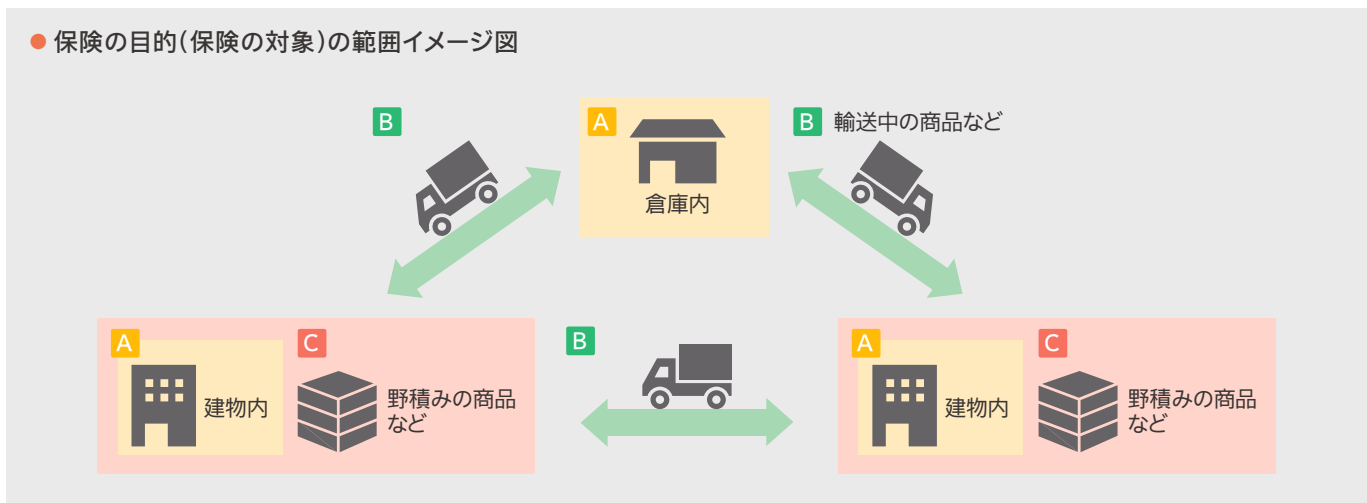 保険の目的(保険の対象)の範囲イメージ図
B
A
B 輸送中の商品など
倉庫内
A
C
B
A
C
建物内
野積みの商品
など
建物内
野積みの商品
など